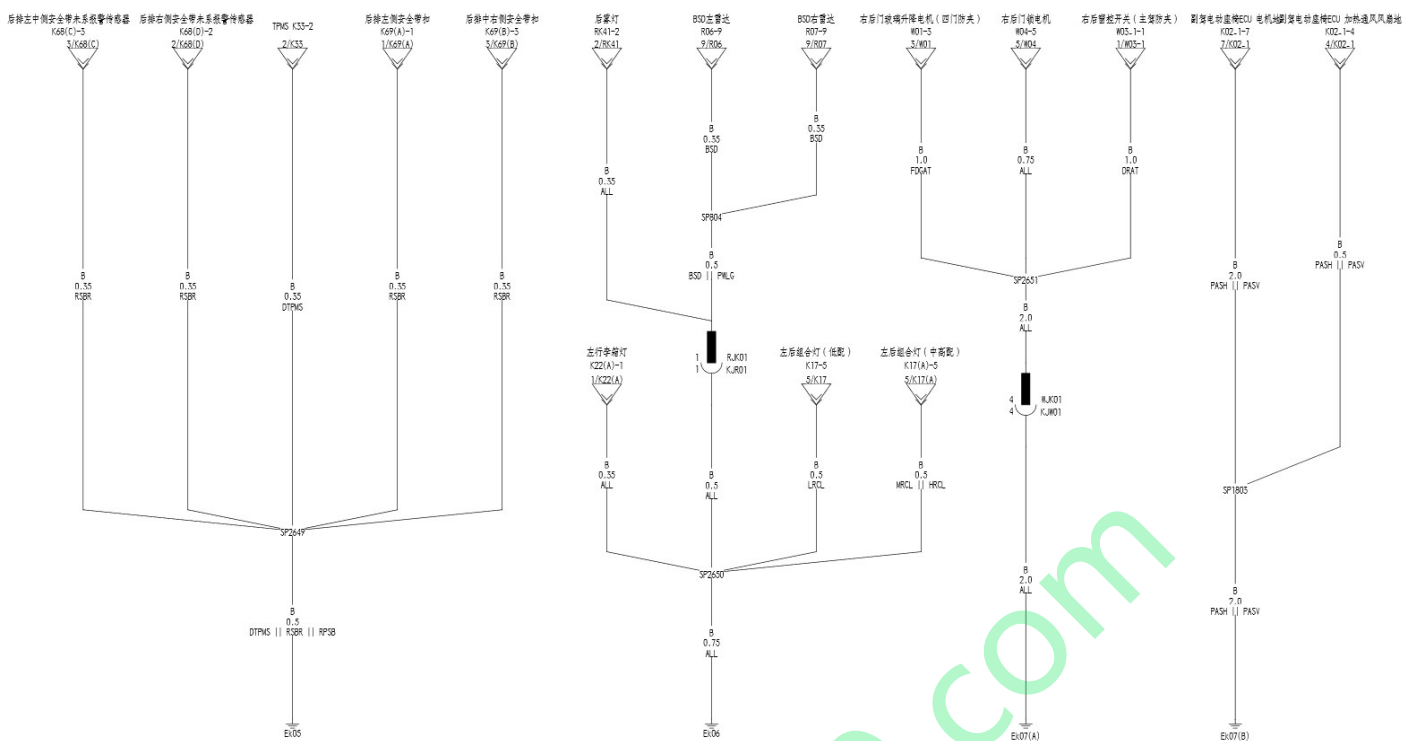 后排左中侧安全带未系报警传感器
K68(C)-3
3/K68(C)
后排右侧安全带未系报警传感器
K68(D)-2
2/K68(D)
TPMS K33-2
2/K33
后排左侧安全带扣
K69(A)-1
1/K69(A)
后排中右侧安全带扣
K69(B)-3
3/K69(B)
后雾灯
RK41-2
2/RK41
BSD左雷达
R06-9
9/R06
BSD右雷达
R07-9
9/R07
右后门玻璃升降电机（四门防夹）
W01-3
3/W01
右后门锁电机
W04-5
5/W04
右后窗控开关（主驾防夹）
W03-1-1
1/W03-1
副驾电动座椅ECU 电机地
K02_1-7
7/K02_1
副驾电动座椅ECU 加热通风风扇地
K02_1-4
4/K02_1
B
0.35
BSD
B
0.35
BSD
B
0.35
ALL
B
1.0
FDGAT
B
0.75
ALL
B
1.0
DRAT
SP804
B
0.35
RSBR
B
0.35
RSBR
B
0.35
DTPMS
B
0.35
RSBR
B
0.35
RSBR
B
0.5
BSD || PWLG
SP2651
B
2.0
PASH || PASV
B
0.5
PASH || PASV
B
2.0
ALL
左行李箱灯
K22(A)-1
1/K22(A)
1 RJK01
1 KJR01
左后组合灯（低配）
K17-5
5/K17
左后组合灯（中高配）
K17(A)-5
5/K17(A)
4 WJK01
4 KJW01
B
0.35
ALL
B
0.5
ALL
B
0.5
LRCL
B
0.5
MRCL || HRCL
SP1803
SP2649
SP2650
B
2.0
ALL
B
0.5
DTPMS || RSBR || RPSB
B
0.75
ALL
B
2.0
PASH || PASV
Ek05
Ek06
Ek07(A)
Ek07(B)
com